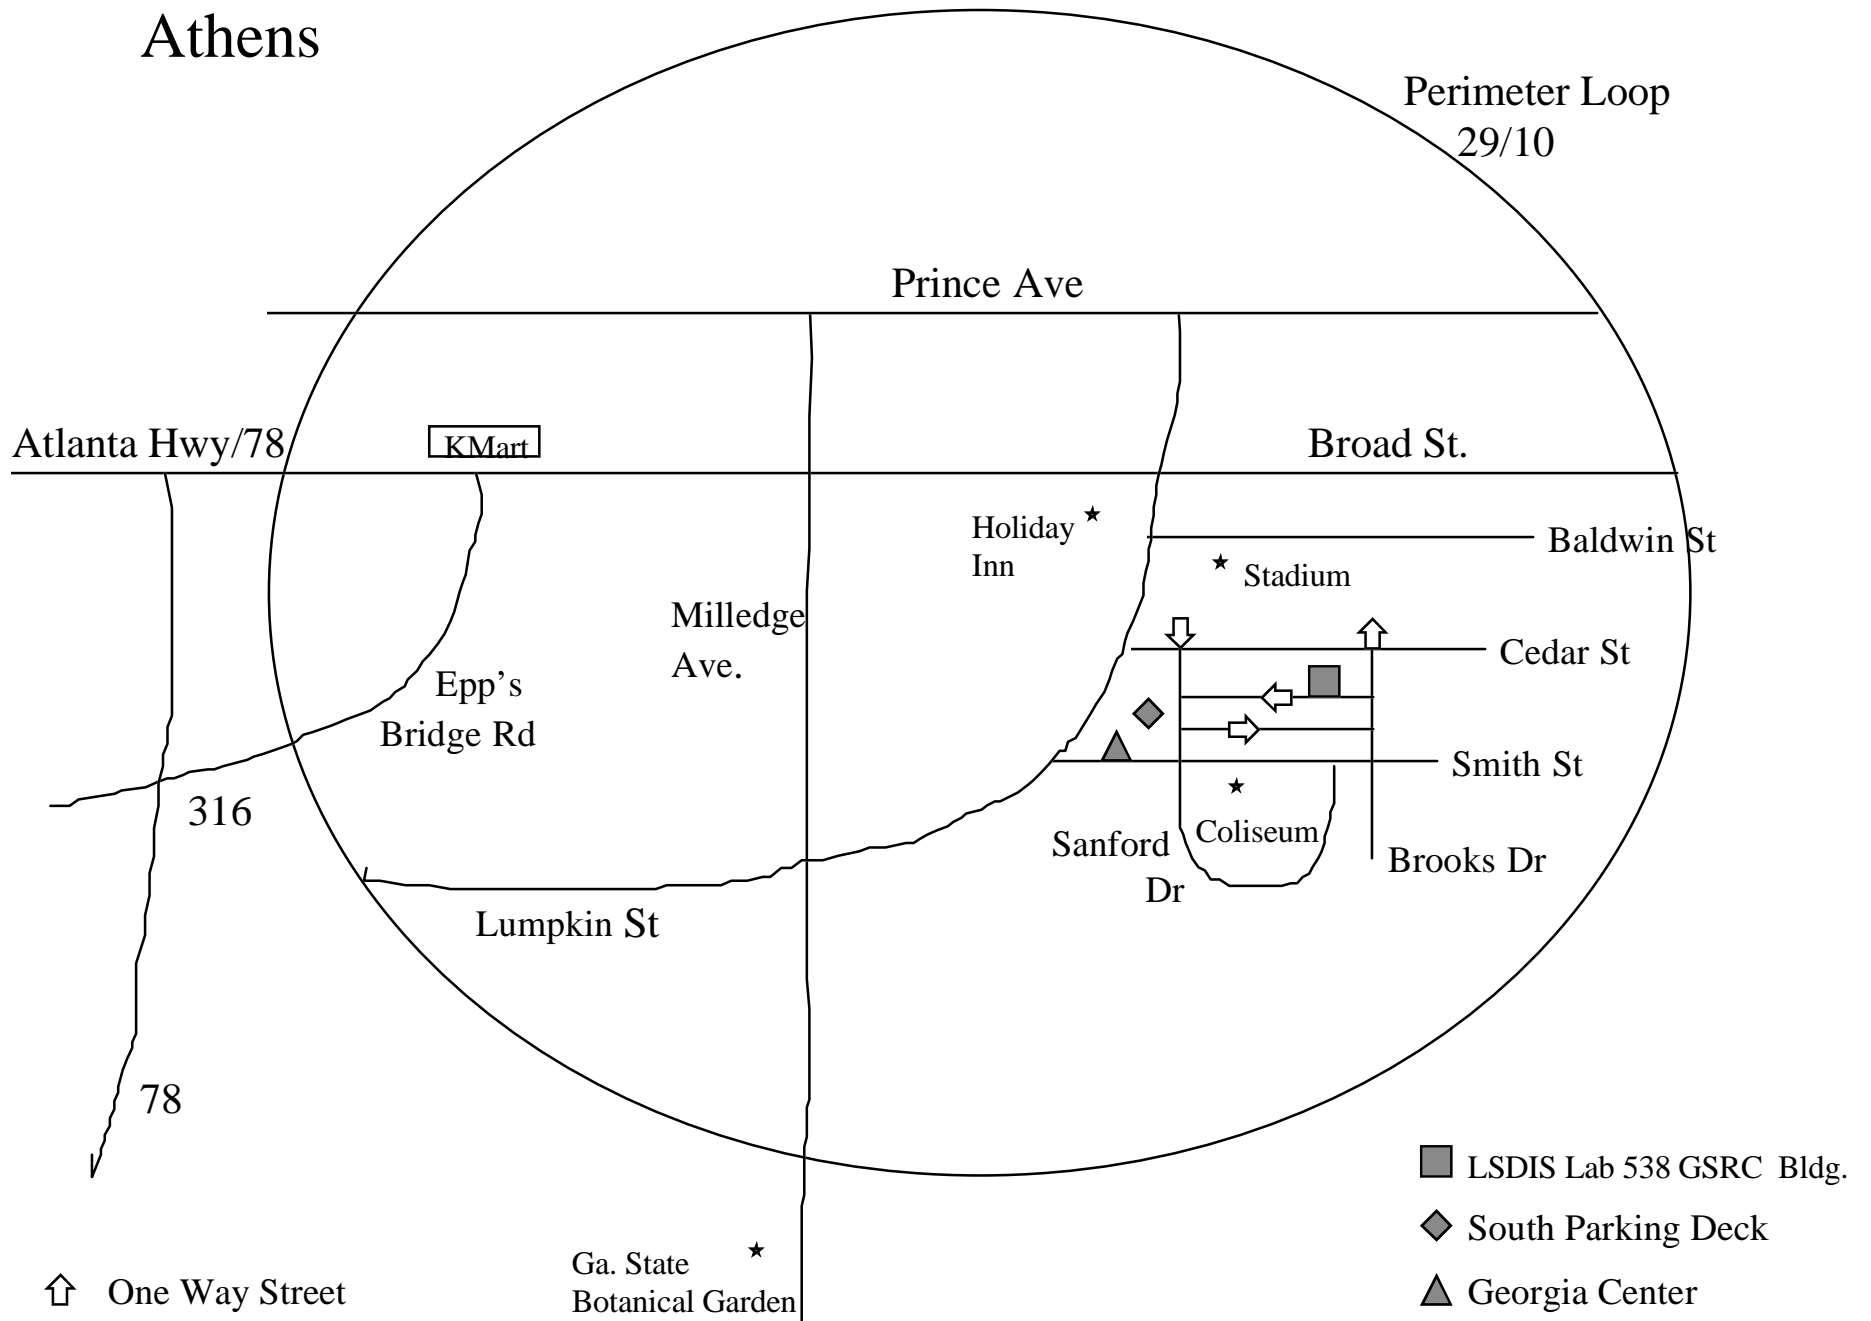 Athens
Perimeter Loop
29/10
Prince Ave
Atlanta Hwy/78
KMart
Broad St.
Holiday
Inn
Baldwin St
Stadium
Milledge
Ave.
Cedar St
Epp's
Bridge Rd
Smith St
316
Sanford
Dr
Coliseum
Brooks Dr
Lumpkin St
78
LSDIS Lab 538 GSRC Bldg.
South Parking Deck
Georgia Center
Ga. State
Botanical Garden
One Way Street